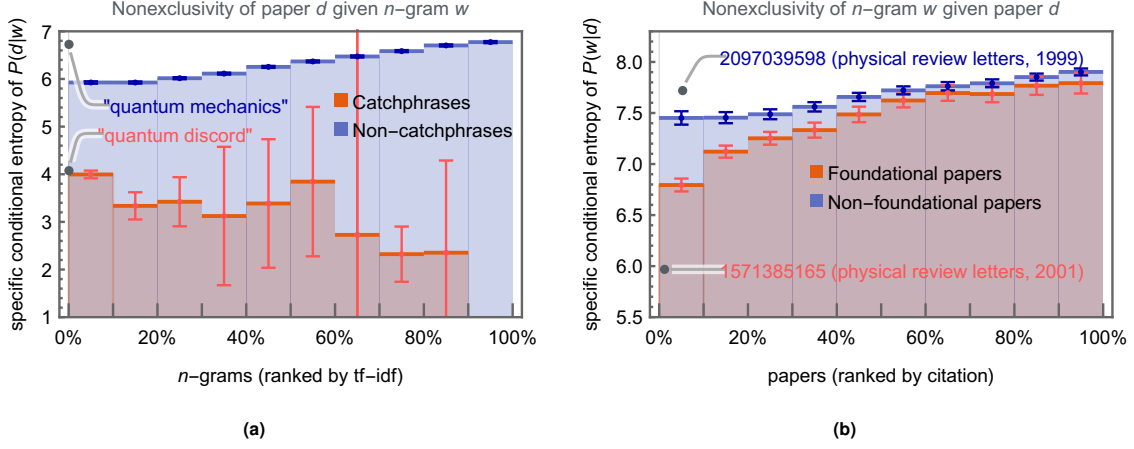 Nonexclusivity of paper d given n-gram w
specific conditional entropy of P(d|w)
7
6
5
4
3
2
1
"quantum mechanics"
"quantum discord"
Catchphrases
Non-catchphrases
0% 20% 40% 60% 80% 100%
n-grams (ranked by tf-idf)
(a)
Nonexclusivity of n-gram w given paper d
specific conditional entropy of P(w|d)
8.0
7.5
7.0
6.5
6.0
5.5
2097039598 (physical review letters, 1999)
Foundational papers
Non-foundational papers
1571385165 (physical review letters, 2001)
0% 20% 40% 60% 80% 100%
papers (ranked by citation)
(b)